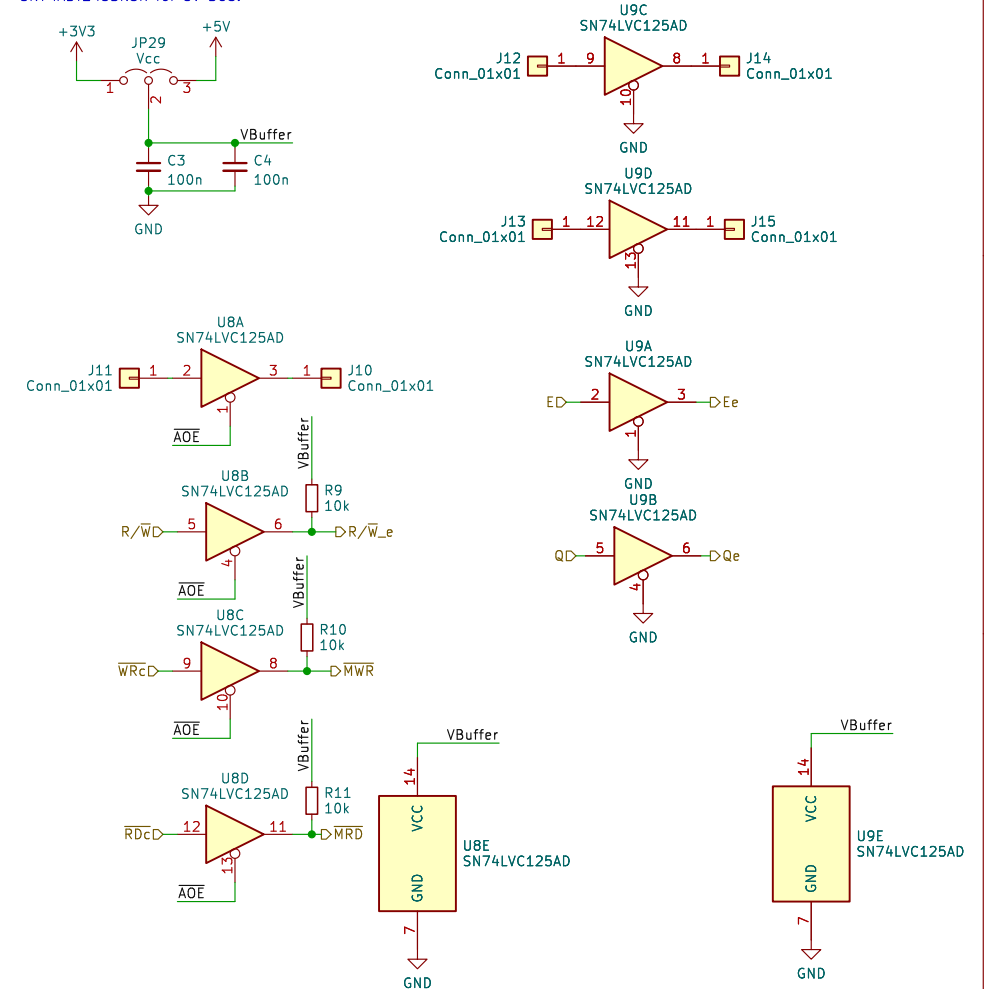 +3V3
JP29
Vcc
+5V
1
2
3
VBuffer
C3
100n
C4
100n
GND
U9C
SN74LVC125AD
J12
Conn_01x01
1
9
8
1
J14
Conn_01x01
10
GND
U9D
SN74LVC125AD
J13
Conn_01x01
1
12
11
1
J15
Conn_01x01
13
GND
U8A
SN74LVC125AD
J11
Conn_01x01
1
2
3
1
J10
Conn_01x01
1
AOE
U9A
SN74LVC125AD
E
2
3
Ee
1
GND
VBuffer
U8B
SN74LVC125AD
R9
10k
R/W
5
6
R/W_e
4
AOE
U9B
SN74LVC125AD
Q
5
6
Qe
4
GND
VBuffer
U8C
SN74LVC125AD
R10
10k
WRc
9
8
MWR
10
AOE
VBuffer
U8D
SN74LVC125AD
R11
10k
RDc
12
11
MRD
13
AOE
VBuffer
14
VCC
U8E
SN74LVC125AD
GND
7
GND
VBuffer
14
VCC
U9E
SN74LVC125AD
GND
7
GND